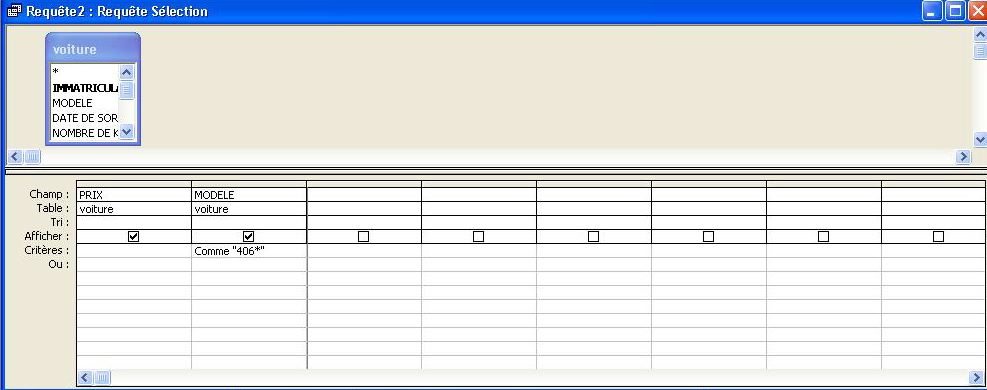 Requête2 : Requête Sélection
voiture
*
IMMATRICUL
MODELE
DATE DE SOR
NOMBRE DE K
Champ : PRIX MODELE
Table : voiture voiture
Tri :
Afficher :
Critères : Comme "406*"
Ou :